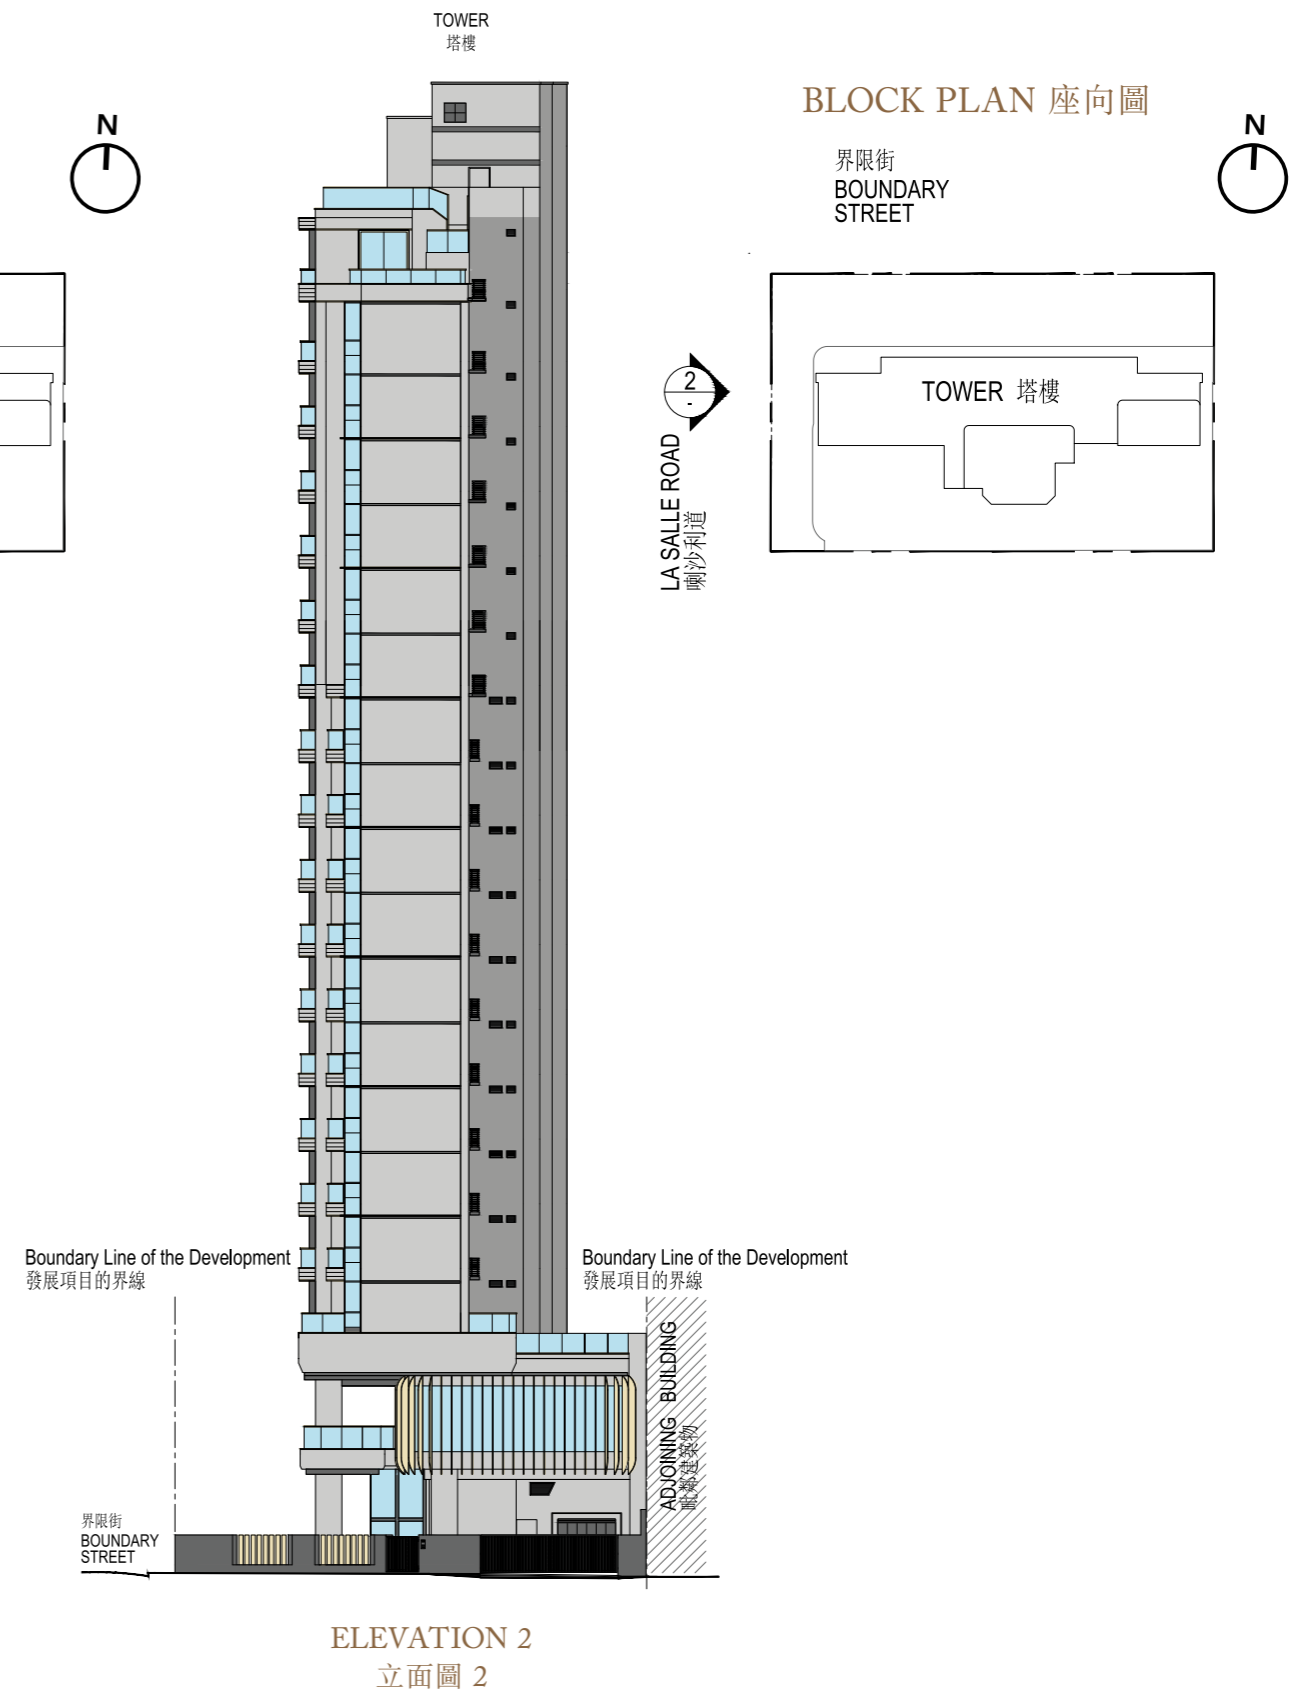 TOWER
塔樓
N
BLOCK PLAN 座向圖
N
界限街
BOUNDARY
STREET
TOWER 塔樓
2
-
LA SALLE ROAD
喇沙利道
Boundary Line of the Development
發展項目的界線
Boundary Line of the Development
發展項目的界線
ADJOINING BUILDING
毗鄰建築物
界限街
BOUNDARY
STREET
ELEVATION 2
立面圖 2